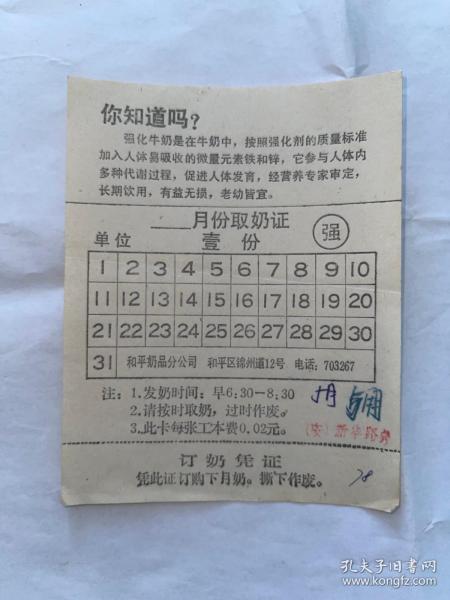 你知道吗?
强化牛奶是在牛奶中，按照强化剂的质量标准
加入人体易吸收的微量元素铁和锌，它参与人体内
多种代谢过程，促进人体发育，经营养专家审定，
长期饮用，有益无损，老幼皆宜。
____月份取奶证
单位 壹份 强
1 2 3 4 5 6 7 8 9 10
11 12 13 14 15 16 17 18 19 20
21 22 23 24 25 26 27 28 29 30
31 和平奶品分公司 和平区锦州道12号 电话：703267
注：1.发奶时间：早6:30—8:30
2.请按时取奶，过时作废。
3.此卡每张工本费0.02元。
新华路
订奶凭证
凭此证订购下月奶。撕下作废。
78
孔夫子旧书网
www.kongfz.com